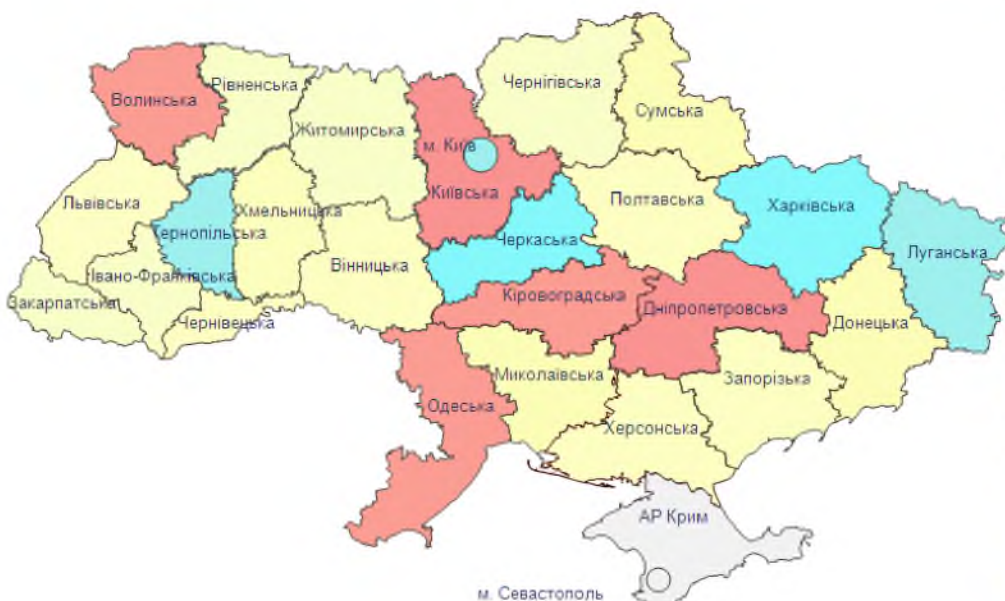 Чернігівська
Волинська
Рівненська
Сумська
Житомирська
м. Київ
Київська
Львівська
Хмельницька
Полтавська
Харківська
Тернопільська
Черкаська
Луганська
Вінницька
Івано-Франківська
Закарпатська
Кіровоградська
Дніпропетровська
Чернівецька
Донецька
Миколаївська
Запорізька
Одеська
Херсонська
АР Крим
м. Севастополь